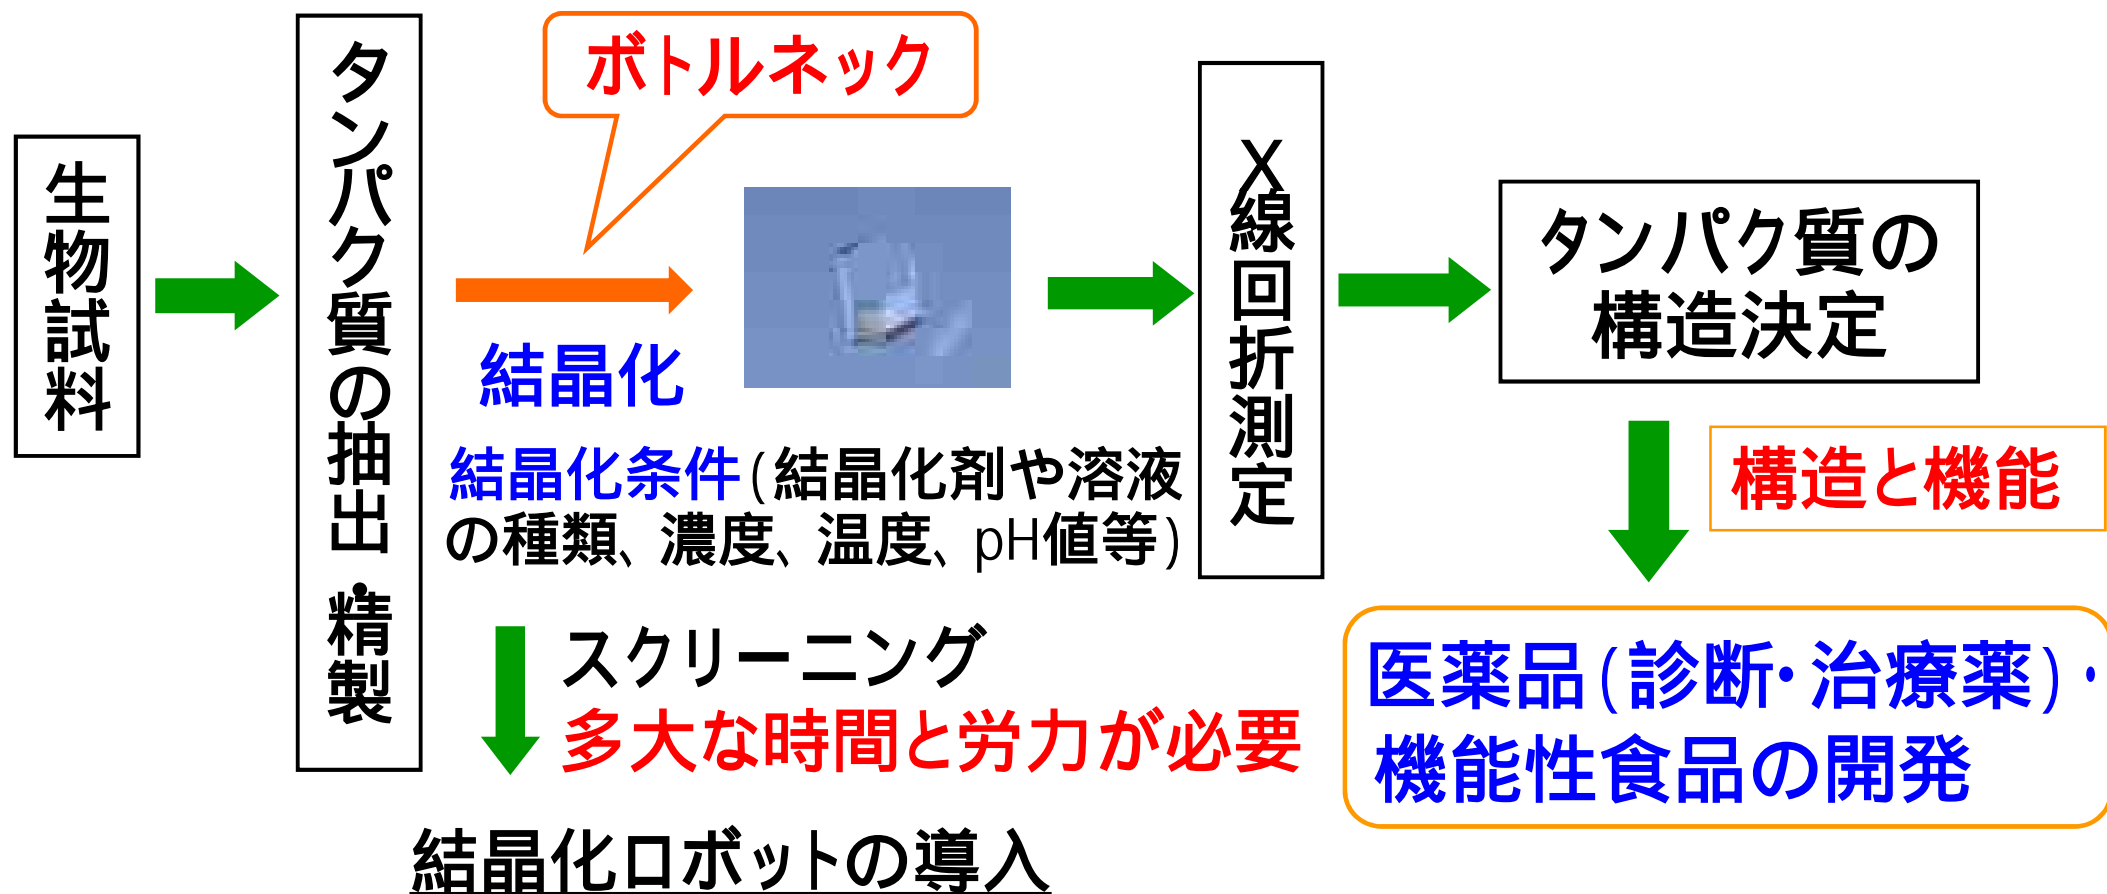 生物試料
タンパク質の抽出・精製
ボトルネック
結晶化
結晶化条件(結晶化剤や溶液
の種類、濃度、温度、pH値等)
スクリーニング
多大な時間と労力が必要
結晶化ロボットの導入
X線回折測定
タンパク質の
構造決定
構造と機能
医薬品(診断・治療薬)・
機能性食品の開発